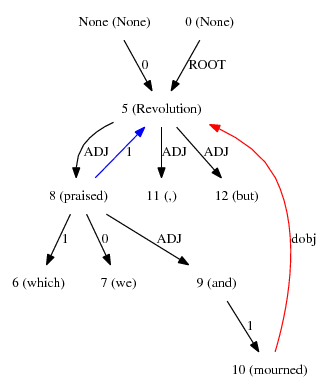 None (None) 0 (None)
0 ROOT
5 (Revolution)
ADJ 1 ADJ ADJ
8 (praised) 11 (,) 12 (but)
1 0 ADJ dobj
6 (which) 7 (we) 9 (and)
1
10 (mourned)